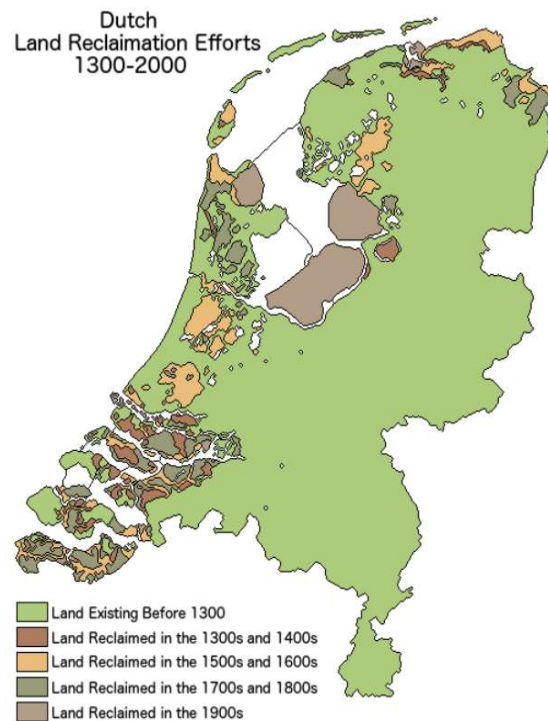 Dutch
Land Reclaimation Efforts
1300-2000
Land Existing Before 1300
Land Reclaimed in the 1300s and 1400s
Land Reclaimed in the 1500s and 1600s
Land Reclaimed in the 1700s and 1800s
Land Reclaimed in the 1900s